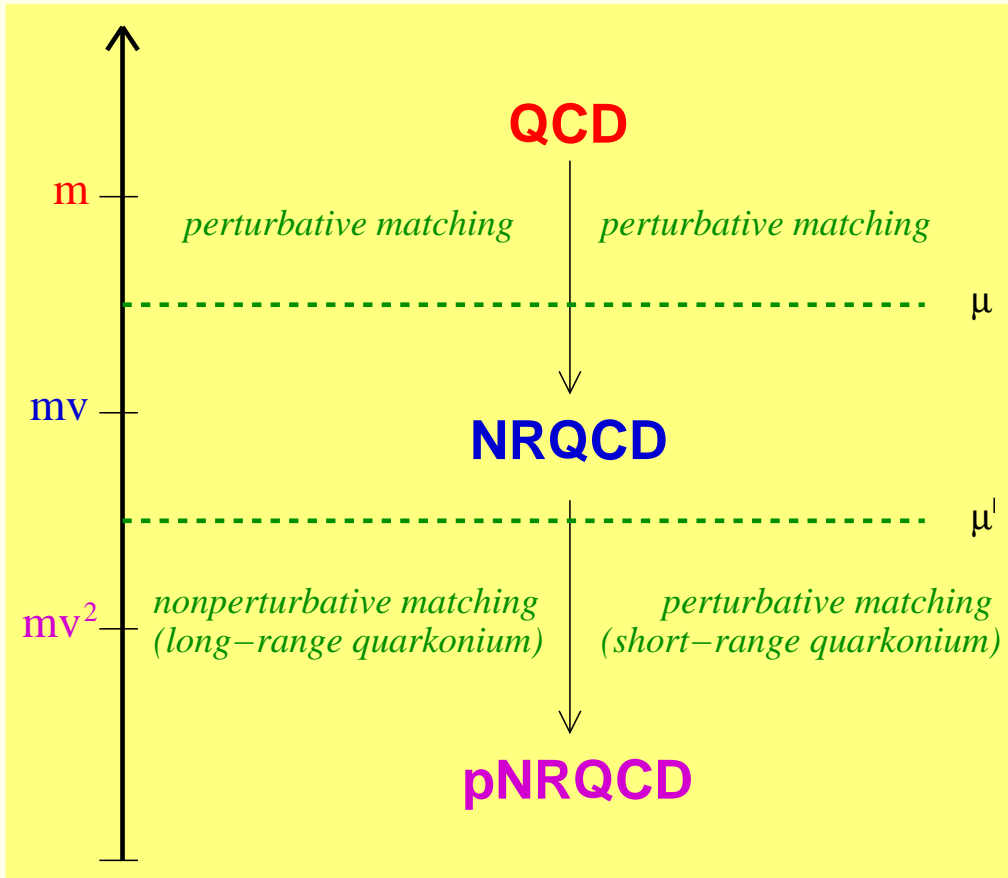 QCD
m
perturbative matching
perturbative matching
μ
mv
NRQCD
μ'
nonperturbative matching
(long−range quarkonium)
perturbative matching
(short−range quarkonium)
mv²
pNRQCD